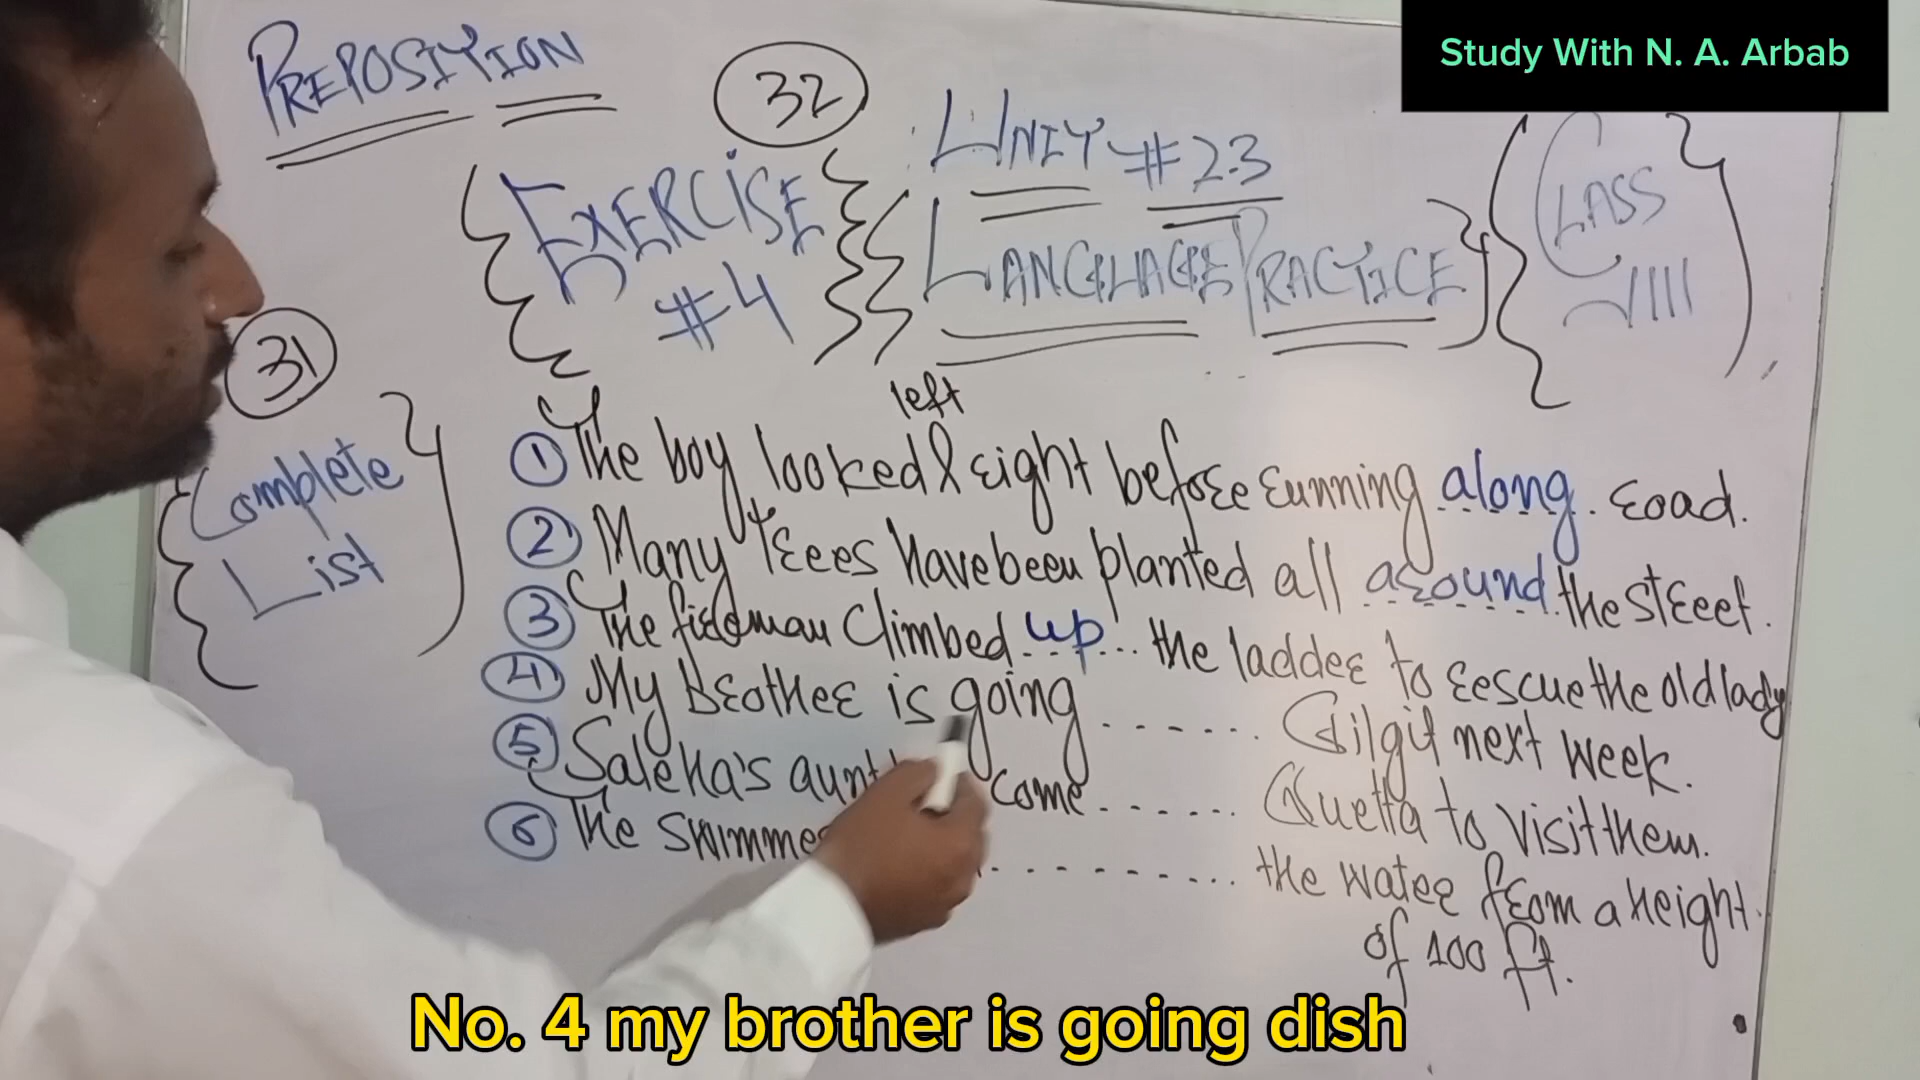 Study With N. A. Arbab
PREPOSITION
32
UNIT # 2.3
EXERCISE
#4
LANGUAGE PRACTICE
CLASS
VIII
31
Complete
List
left
① The boy looked & right before running along road.
② Many Trees have been planted all around the street.
③ The fireman climbed up the ladder to rescue the old lady
④ My brother is going ...... Gilgit next week.
⑤ Saleha's aunt come ...... Quetta to visit them.
⑥ The swimmer ......... the water from a height
of 100 ft.
No. 4 my brother is going dish